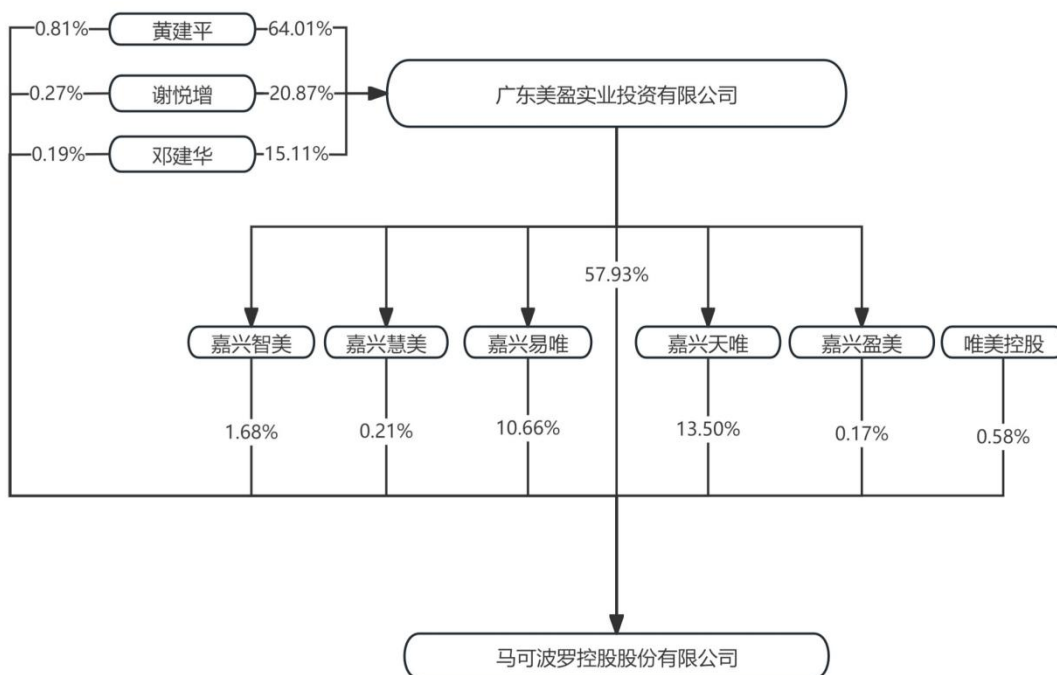 0.81% 黄建平 64.01%
0.27% 谢悦增 20.87% 广东美盈实业投资有限公司
0.19% 邓建华 15.11%
57.93%
嘉兴智美 嘉兴慧美 嘉兴易唯 嘉兴天唯 嘉兴盈美 唯美控股
1.68% 0.21% 10.66% 13.50% 0.17% 0.58%
马可波罗控股股份有限公司